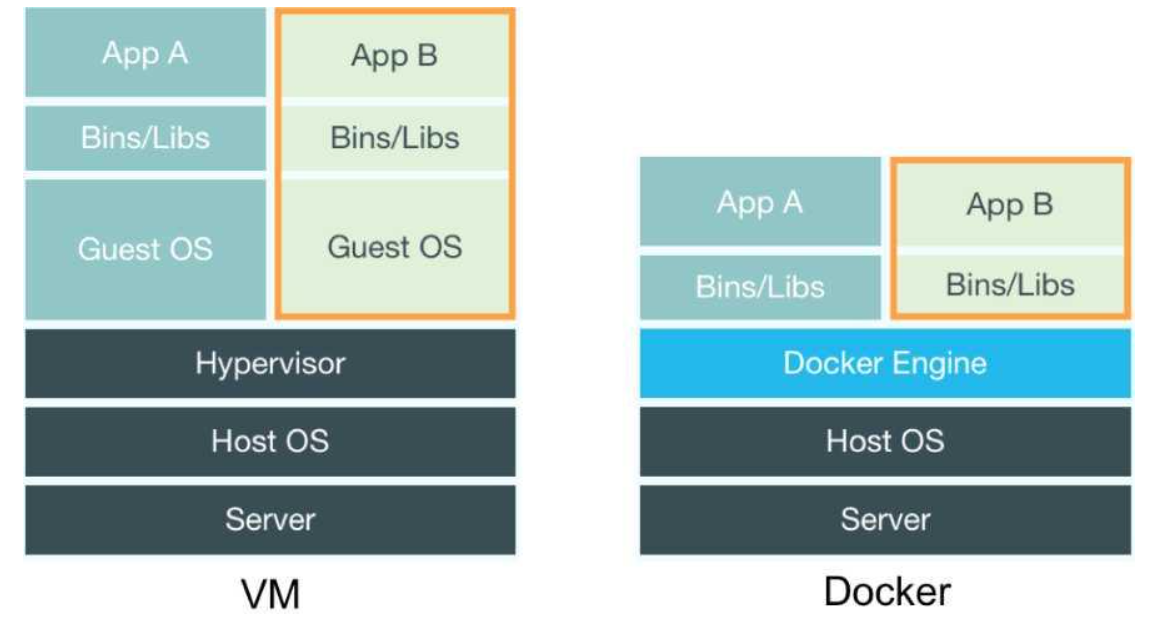 App A
App B
Bins/Libs
Bins/Libs
Guest OS
Guest OS
Hypervisor
Host OS
Server
VM
App A
App B
Bins/Libs
Bins/Libs
Docker Engine
Host OS
Server
Docker